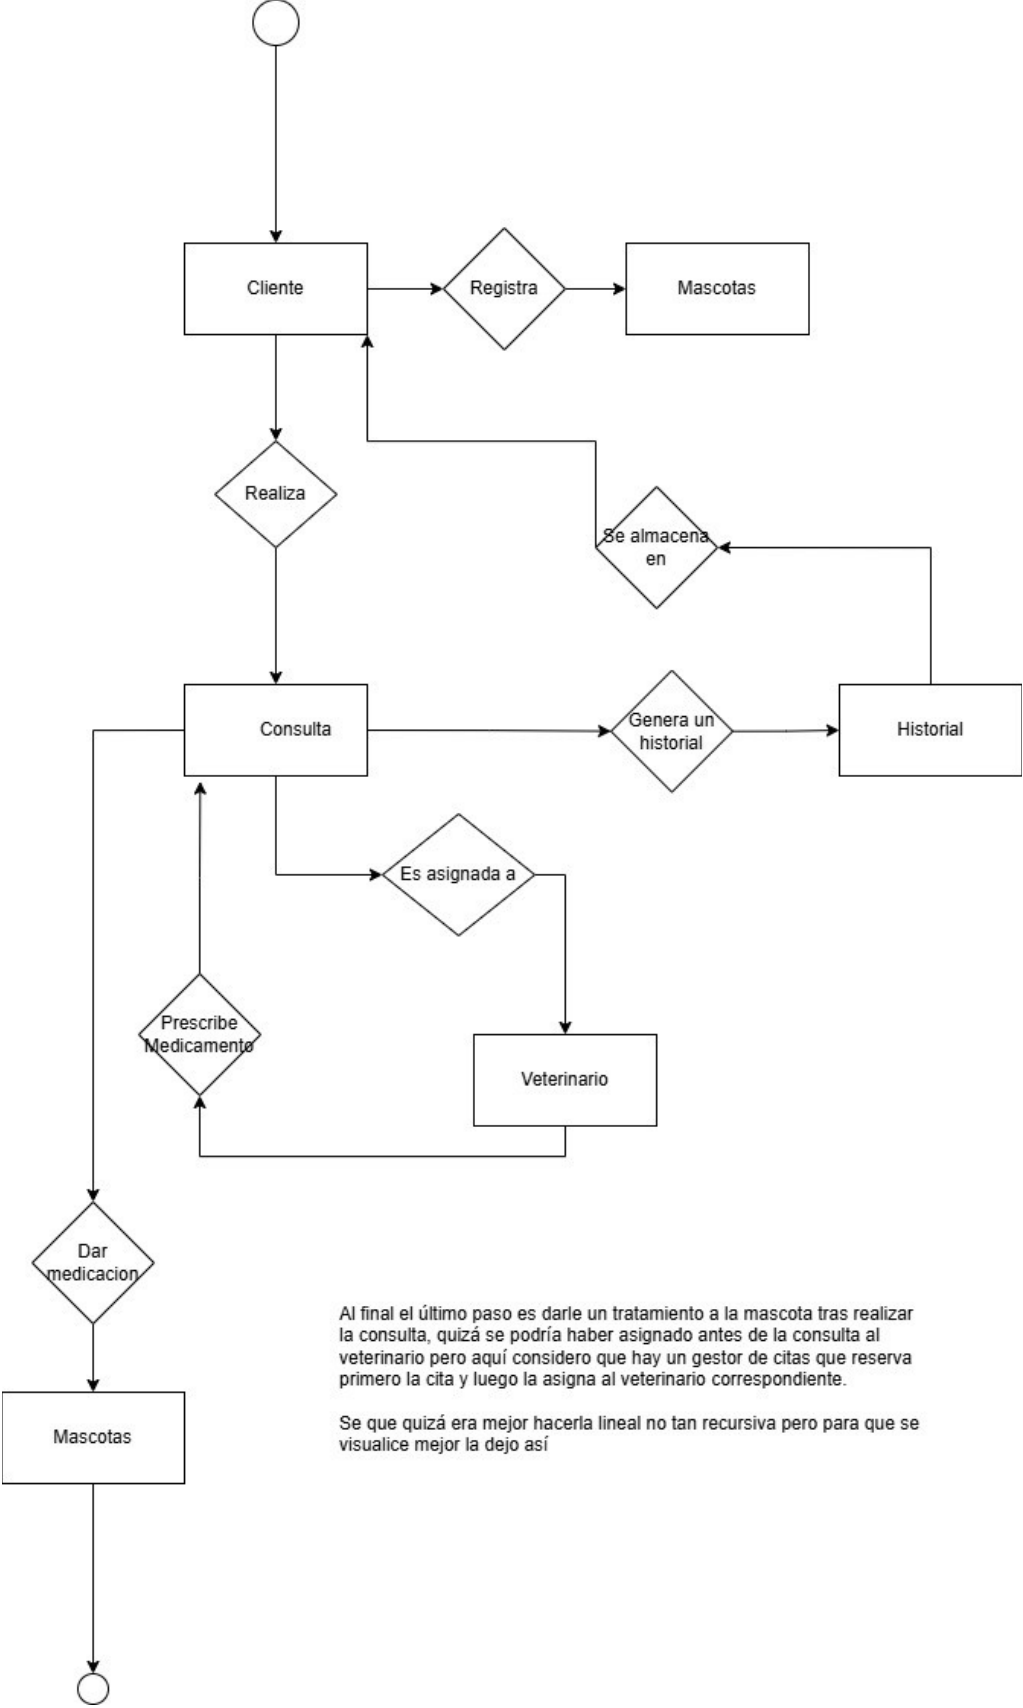 Cliente
Registra
Mascotas
Realiza
Se almacena
en
Consulta
Genera un
historial
Historial
Es asignada a
Prescribe
Medicamento
Veterinario
Dar
medicacion
Al final el último paso es darle un tratamiento a la mascota tras realizar
la consulta, quizá se podría haber asignado antes de la consulta al
veterinario pero aquí considero que hay un gestor de citas que reserva
primero la cita y luego la asigna al veterinario correspondiente.
Se que quizá era mejor hacerla lineal no tan recursiva pero para que se
visualice mejor la dejo así
Mascotas